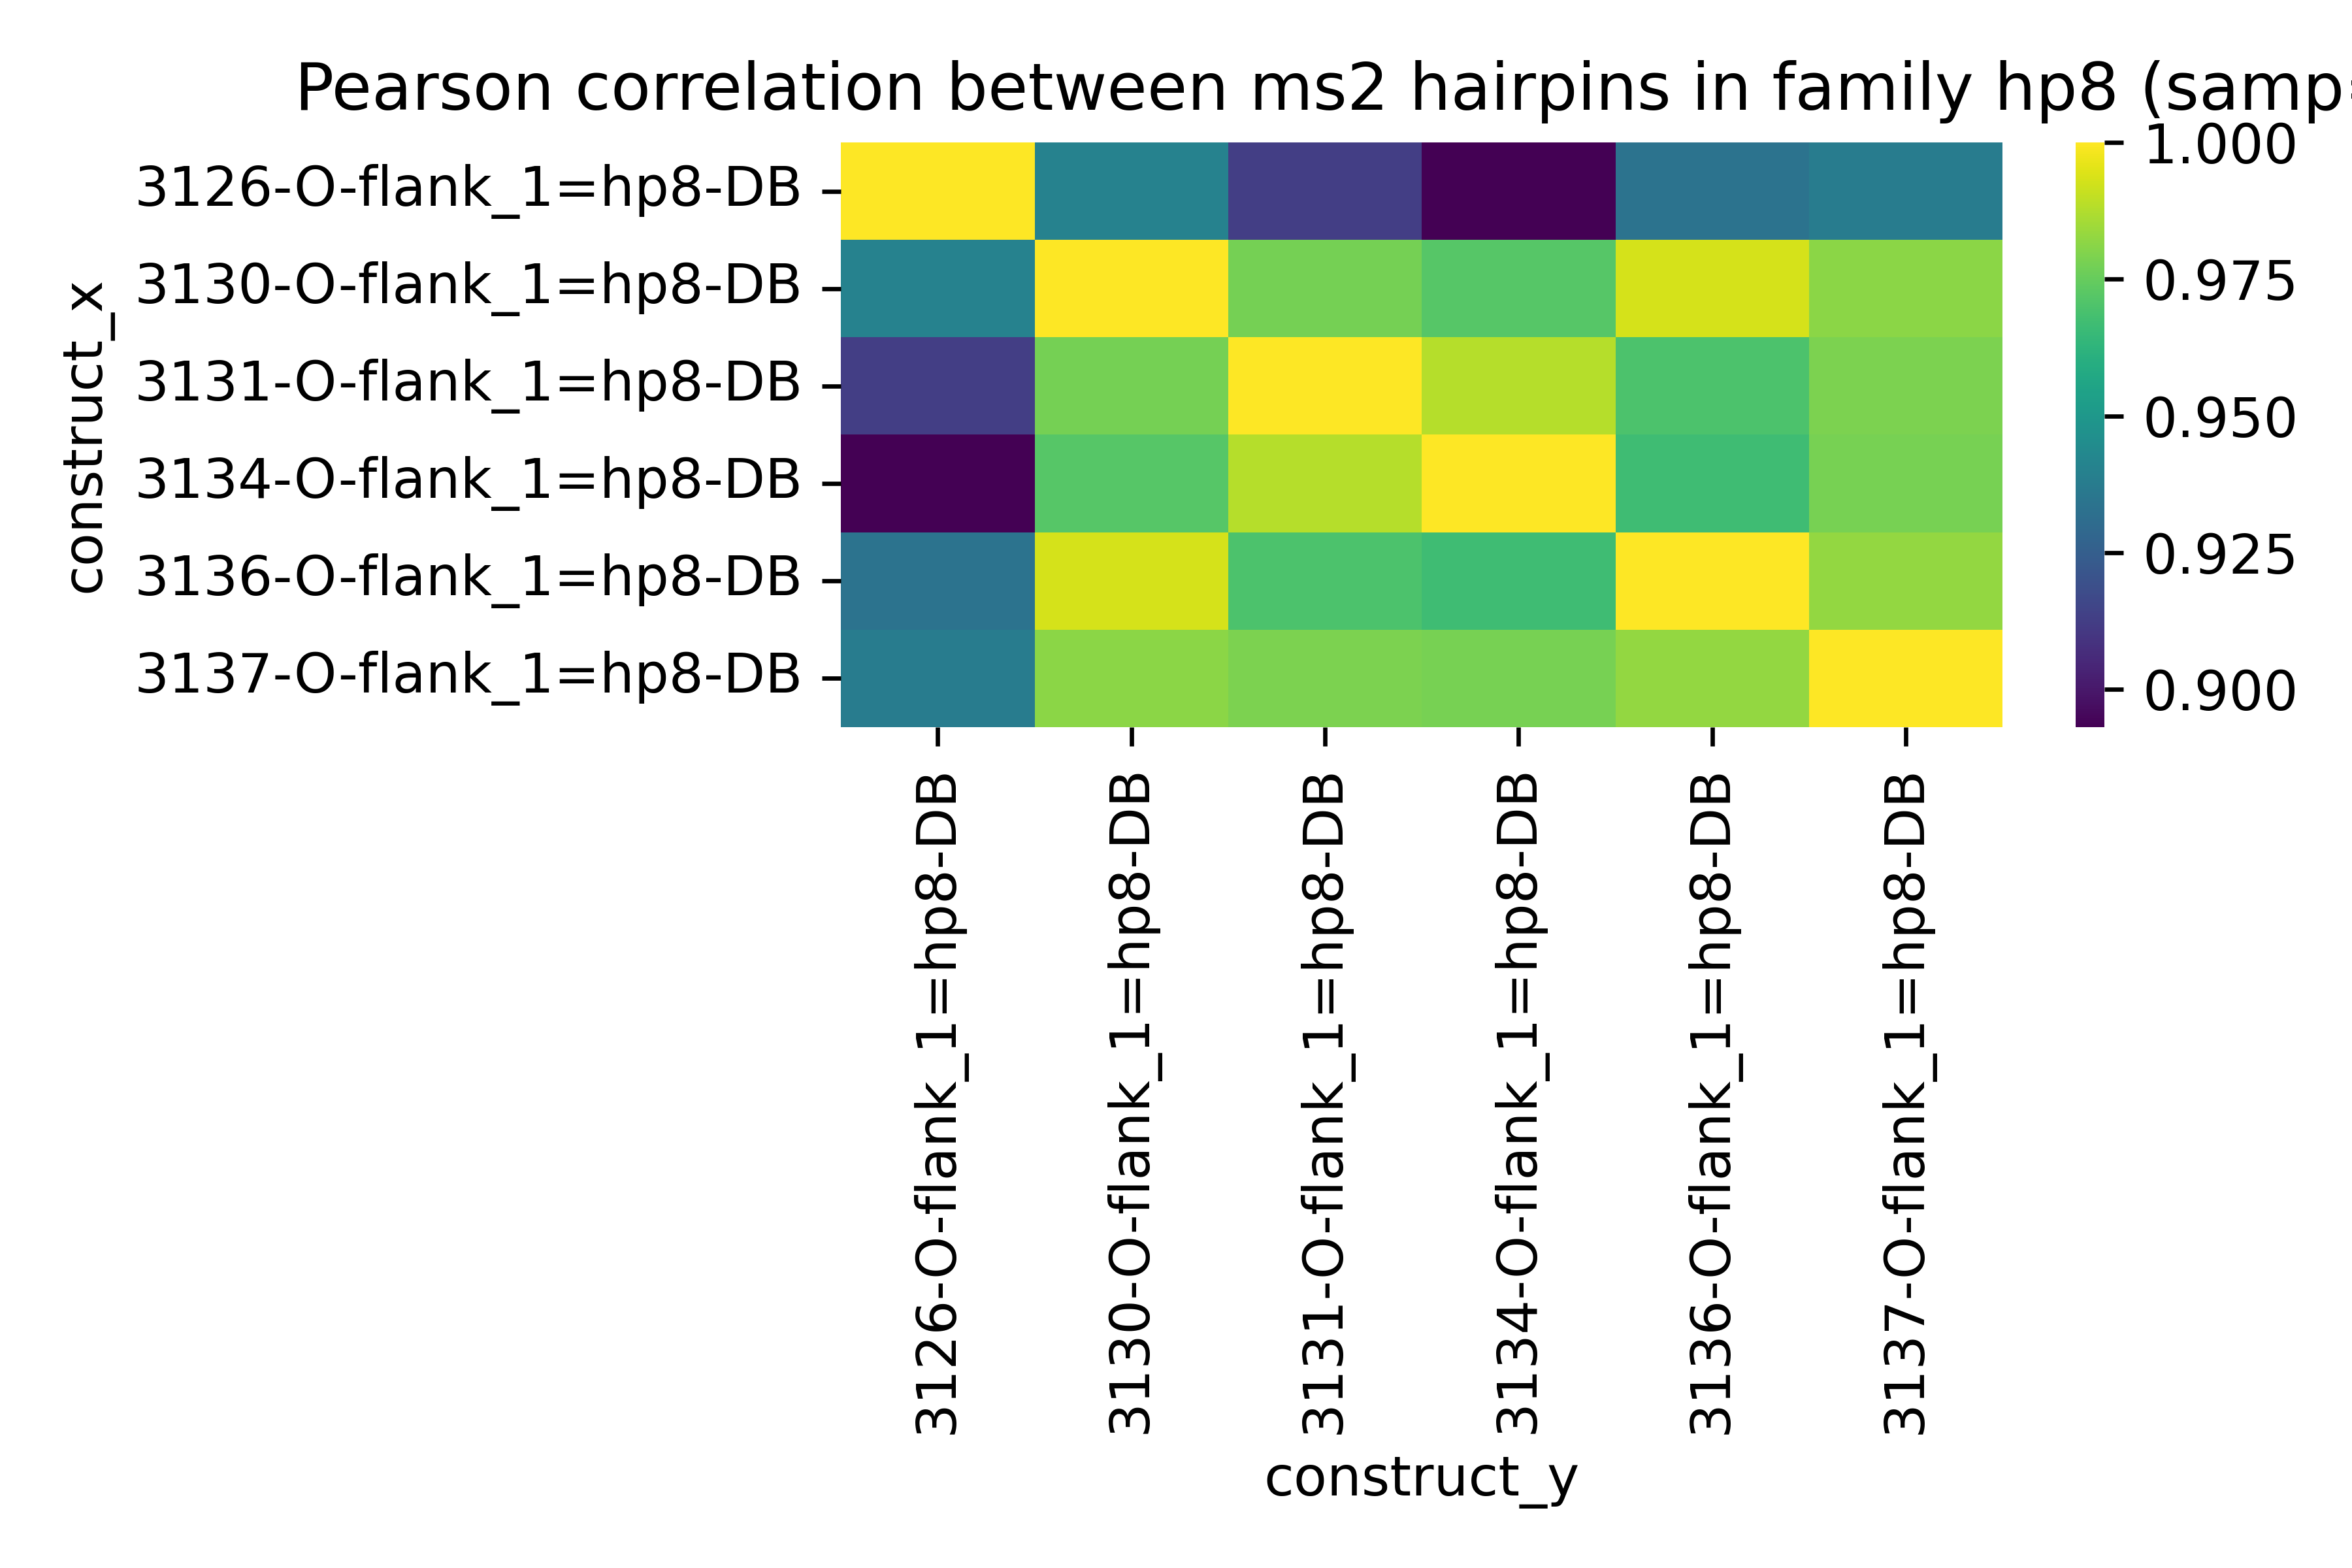 Pearson correlation between ms2 hairpins in family hp8 (samp
1.000
0.975
0.950
0.925
0.900
construct_x
3126-O-flank_1=hp8-DB
3130-O-flank_1=hp8-DB
3131-O-flank_1=hp8-DB
3134-O-flank_1=hp8-DB
3136-O-flank_1=hp8-DB
3137-O-flank_1=hp8-DB
3126-O-flank_1=hp8-DB
3130-O-flank_1=hp8-DB
3131-O-flank_1=hp8-DB
3134-O-flank_1=hp8-DB
3136-O-flank_1=hp8-DB
3137-O-flank_1=hp8-DB
construct_y